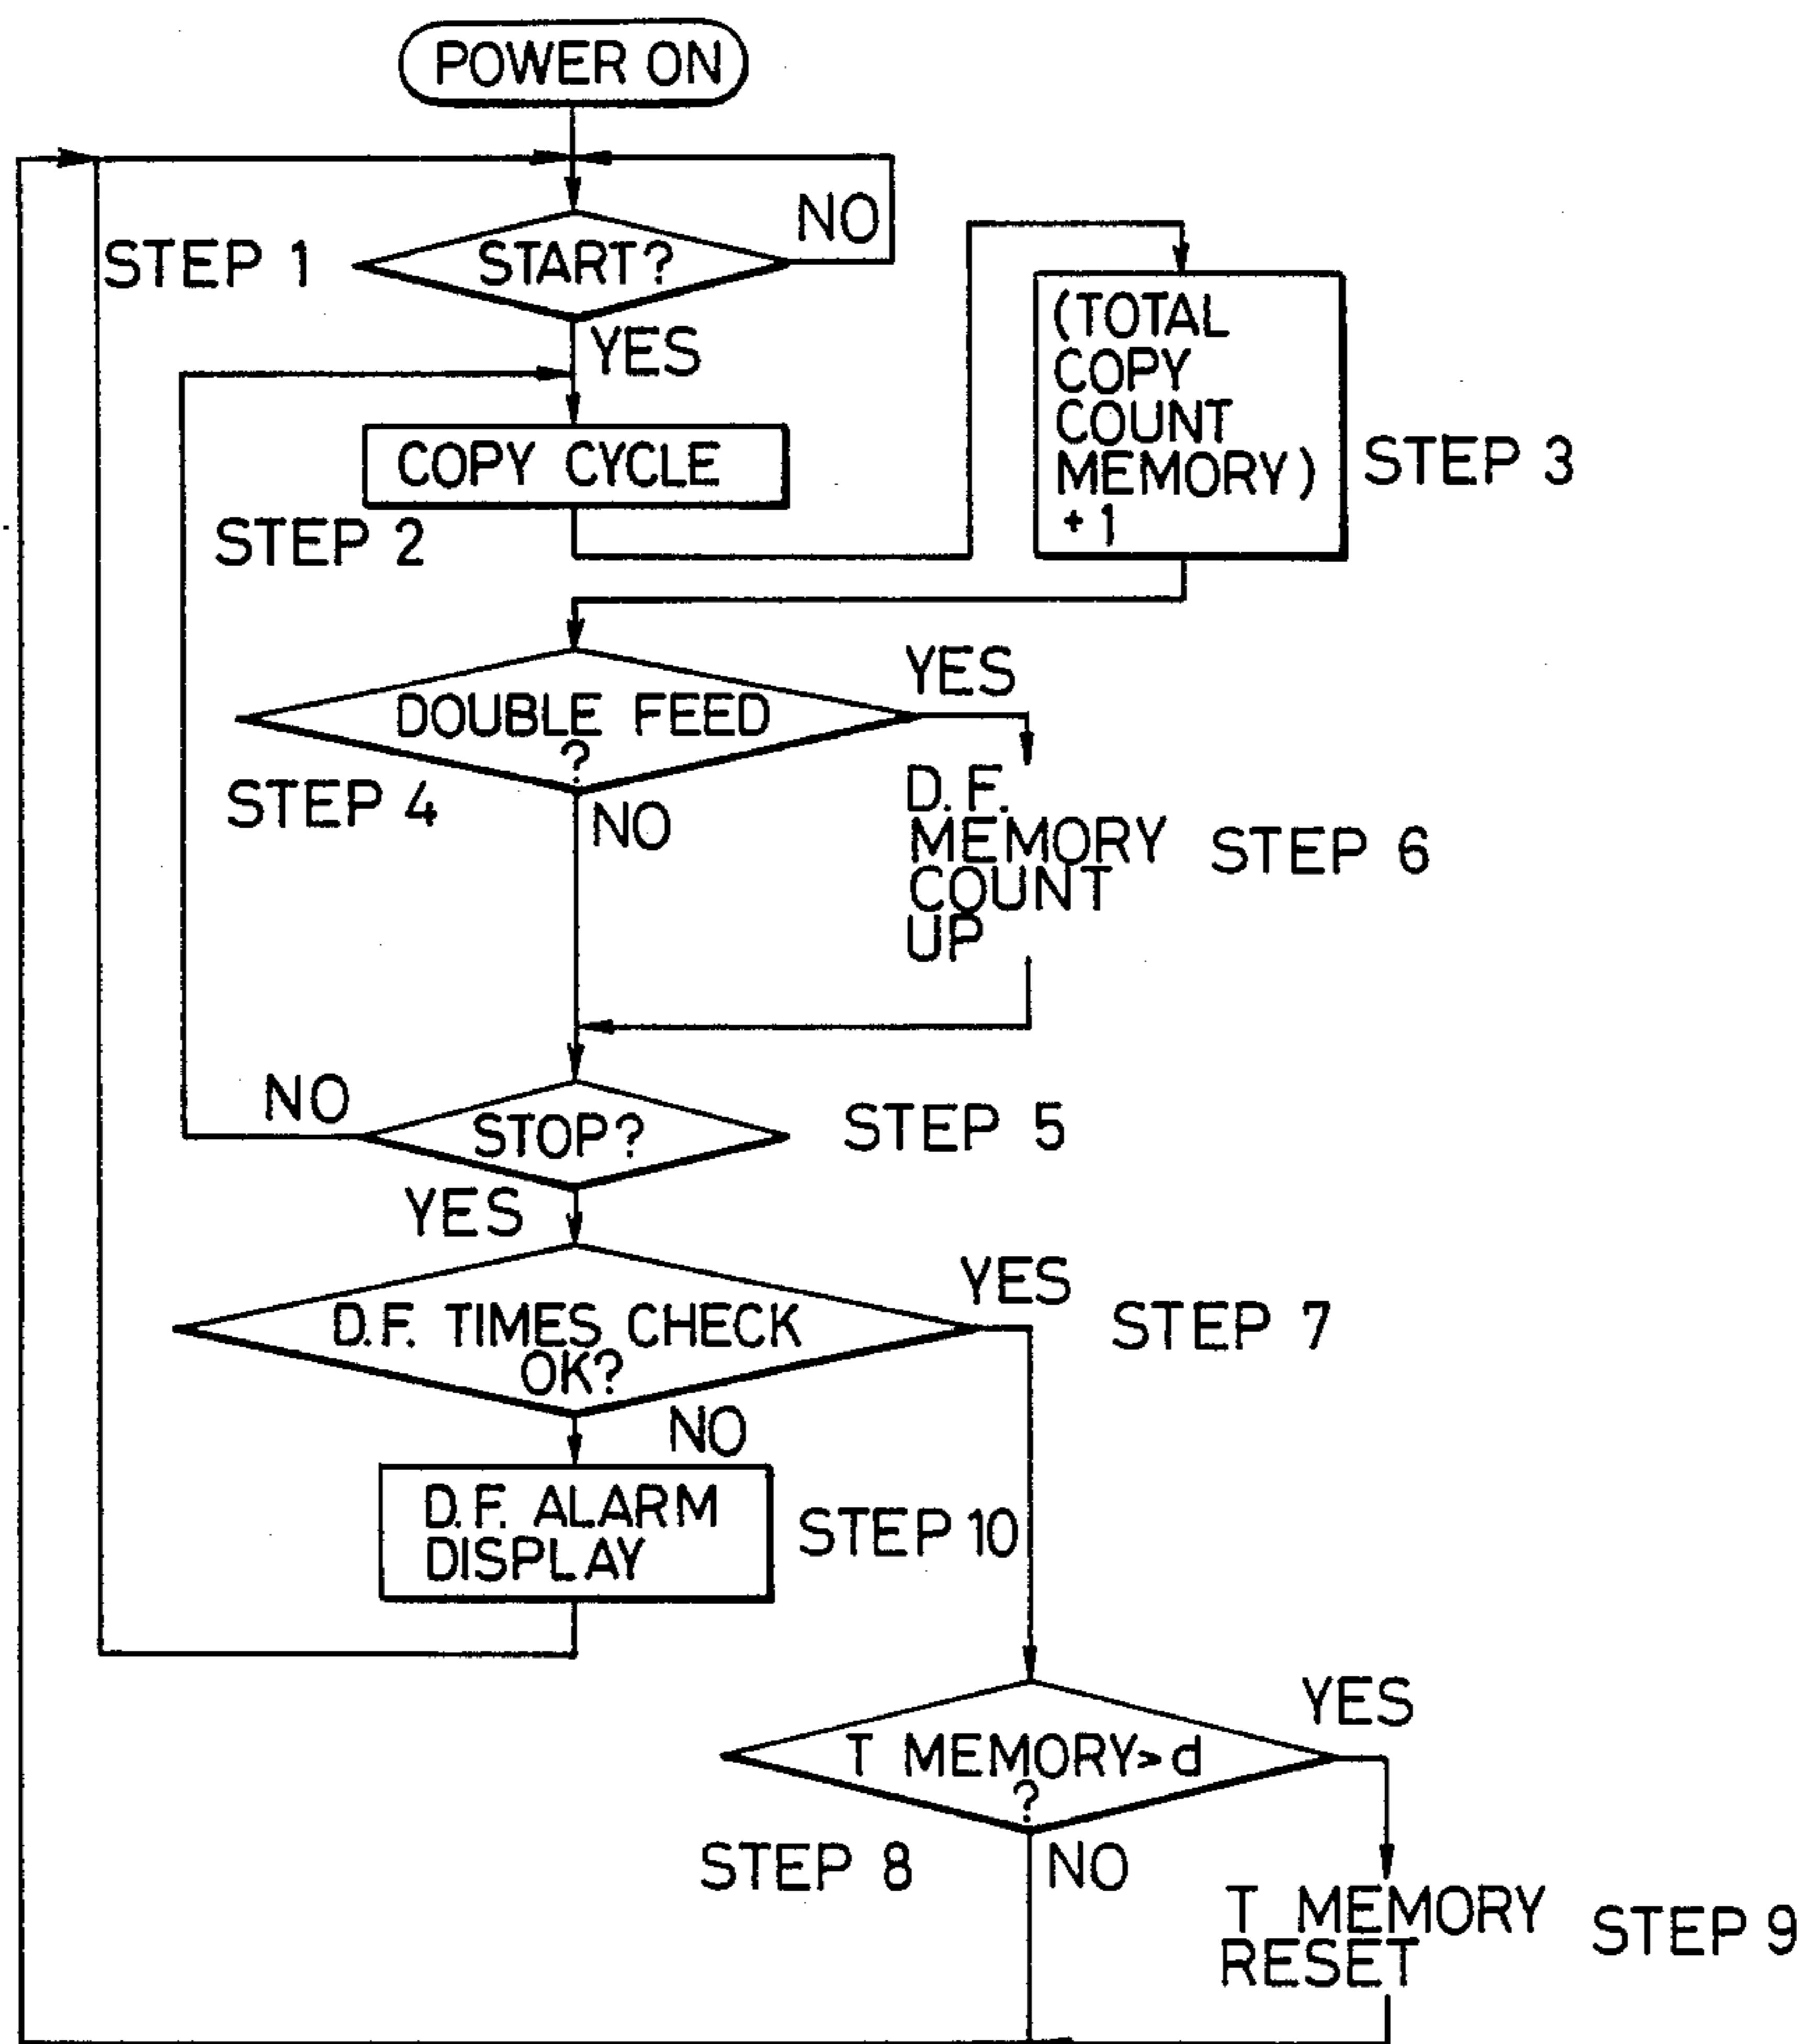 POWER ON
NO
STEP 1
START?
YES
(TOTAL
COPY
COUNT
MEMORY)
+1
STEP 3
COPY CYCLE
STEP 2
YES
DOUBLE FEED
?
STEP 4
NO
D.F.
MEMORY
COUNT
UP
STEP 6
NO
STOP?
STEP 5
YES
YES
D.F. TIMES CHECK
OK?
STEP 7
NO
D.F. ALARM
DISPLAY
STEP 10
YES
T MEMORY>d
?
STEP 8
NO
T MEMORY
RESET
STEP 9